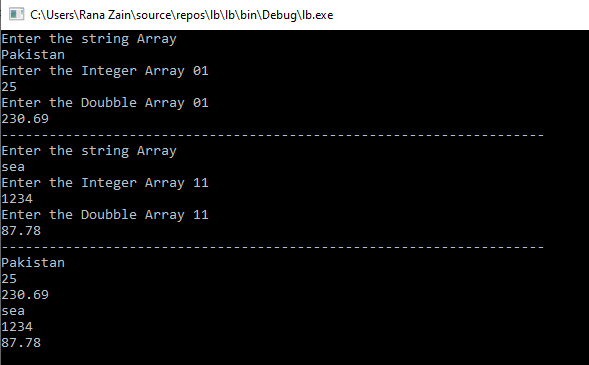 C:\Users\Rana Zain\source\repos\lb\lb\bin\Debug\lb.exe
Enter the string Array
Pakistan
Enter the Integer Array 01
25
Enter the Doubble Array 01
230.69
--------------------------------------------------------------------
Enter the string Array
sea
Enter the Integer Array 11
1234
Enter the Doubble Array 11
87.78
--------------------------------------------------------------------
Pakistan
25
230.69
sea
1234
87.78